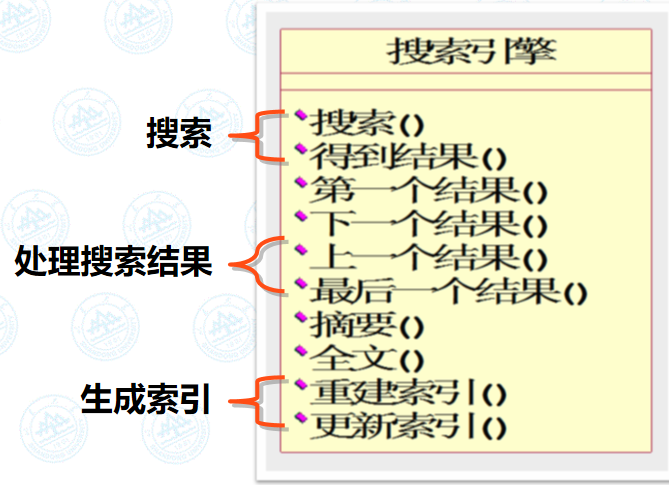 搜索引擎
搜索
搜索()
得到结果()
第一个结果()
下一个结果()
处理搜索结果
上一个结果()
最后一个结果()
摘要()
全文()
生成索引
重建索引()
更新索引()